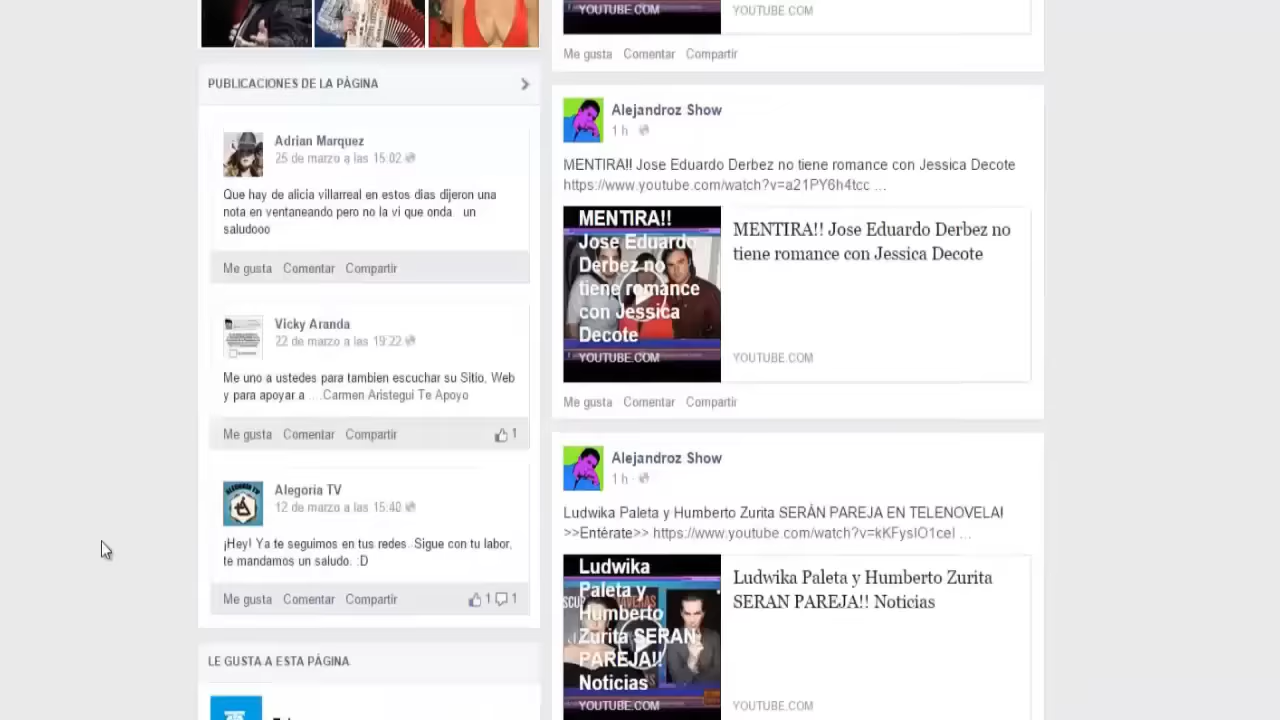 PUBLICACIONES DE LA PÁGINA
Adrian Marquez
25 de marzo a las 15:02
Que hay de alicia villarreal en estos dias dijeron una
nota en ventaneando pero no la vi que onda un
saludooo
Me gusta Comentar Compartir
Vicky Aranda
22 de marzo a las 19:22
Me uno a ustedes para tambien escuchar su Sitio, Web
y para apoyar a ....Carmen Aristegui Te Apoyo
Me gusta Comentar Compartir 1
Alegoria TV
12 de marzo a las 15:40
¡Hey! Ya te seguimos en tus redes. Sigue con tu labor,
te mandamos un saludo. :D
Me gusta Comentar Compartir 1 1
LE GUSTA A ESTA PÁGINA
YOUTUBE.COM YOUTUBE.COM
Me gusta Comentar Compartir
Alejandroz Show
1 h
MENTIRA!! Jose Eduardo Derbez no tiene romance con Jessica Decote
https://www.youtube.com/watch?v=a21PY6h4tcc ...
MENTIRA!!
Jose Eduardo
Derbez no
tiene romance
con Jessica
Decote
YOUTUBE.COM
MENTIRA!! Jose Eduardo Derbez no
tiene romance con Jessica Decote
YOUTUBE.COM
Me gusta Comentar Compartir
Alejandroz Show
1 h
Ludwika Paleta y Humberto Zurita SERÁN PAREJA EN TELENOVELA!
>>Entérate>> https://www.youtube.com/watch?v=kKFysIO1ceI ...
Ludwika
Paleta y
Humberto
Zurita SERAN
PAREJA!!
Noticias
YOUTUBE.COM
Ludwika Paleta y Humberto Zurita
SERAN PAREJA!! Noticias
YOUTUBE.COM